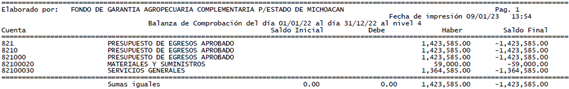 Elaborado por: FONDO DE GARANTIA AGROPECUARIA COMPLEMENTARIA P/ESTADO DE MICHOACAN Pag. 1
Fecha de impresión 09/01/23 13:54
Balanza de Comprobación del día 01/01/22 al día 31/12/22 al nivel 4
Cuenta Saldo Inicial Debe Haber Saldo Final
821 PRESUPUESTO DE EGRESOS APROBADO 1,423,585.00 -1,423,585.00
8210 PRESUPUESTO DE EGRESOS APROBADO 1,423,585.00 -1,423,585.00
821000 PRESUPUESTO DE EGRESOS APROBADO 1,423,585.00 -1,423,585.00
82100020 MATERIALES Y SUMINISTROS 59,000.00 -59,000.00
82100030 SERVICIOS GENERALES 1,364,585.00 -1,364,585.00
Sumas iguales 0.00 0.00 1,423,585.00 -1,423,585.00